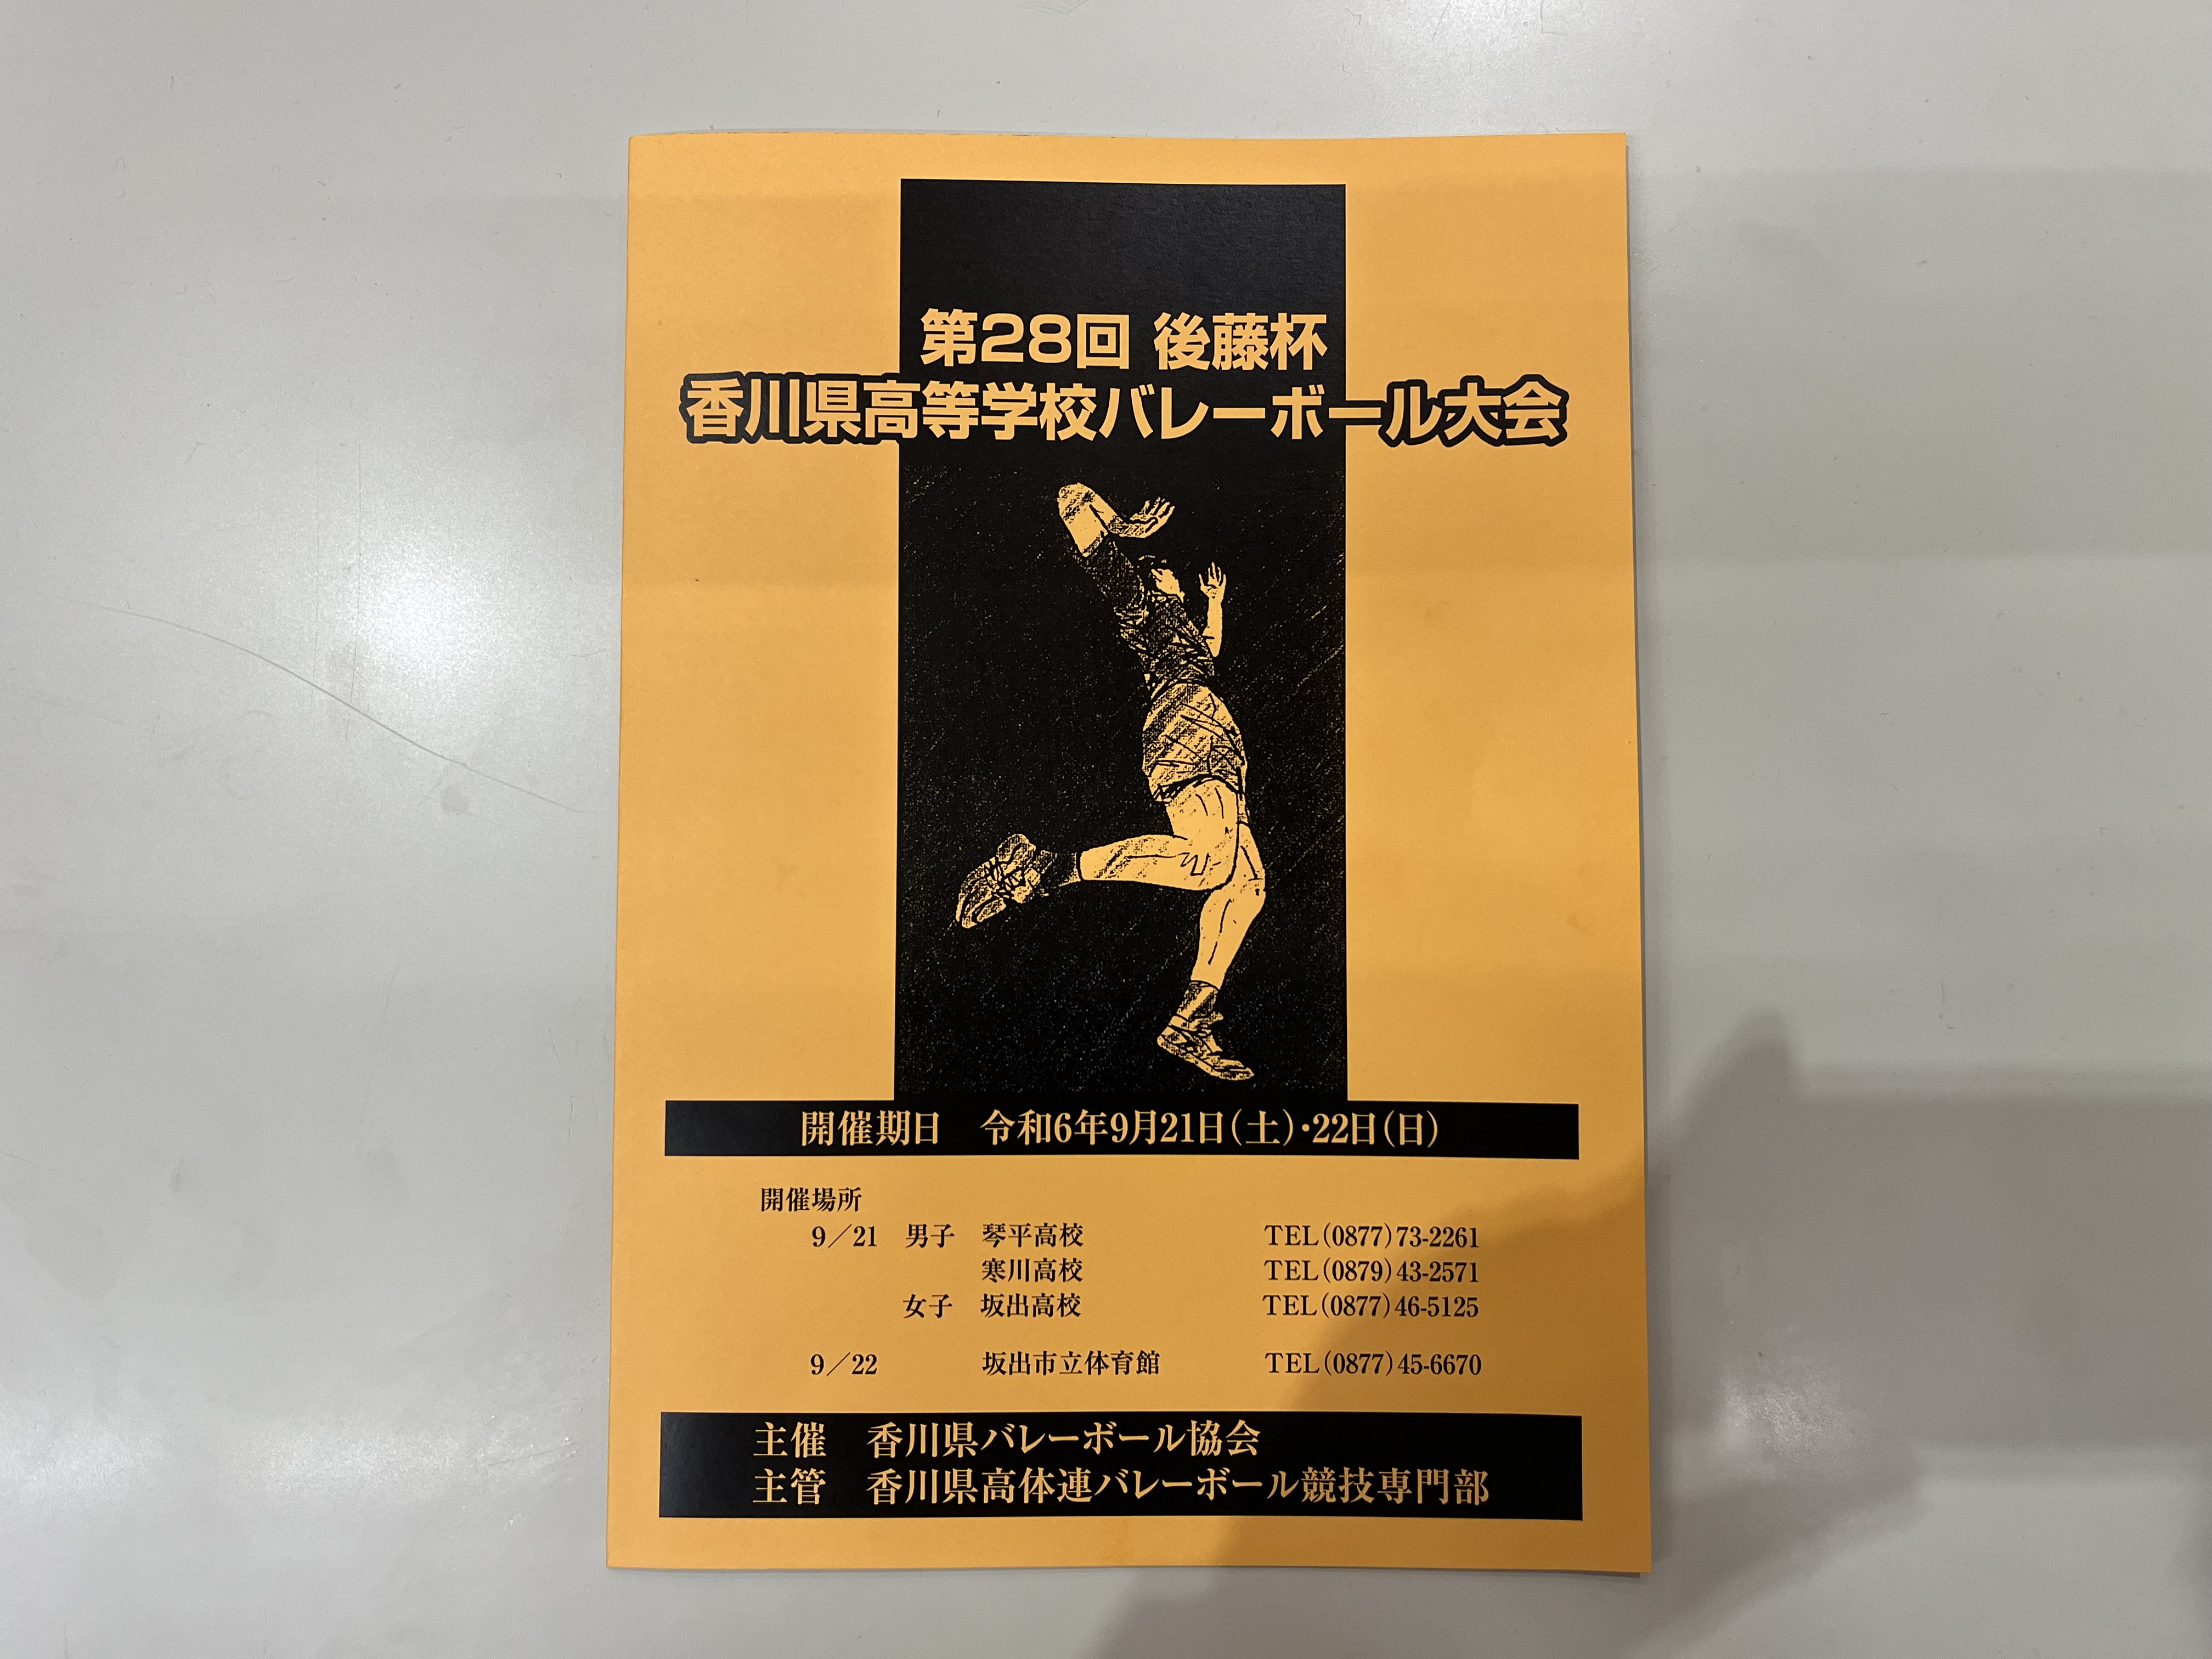 第28回 後藤杯
香川県高等学校バレーボール大会
開催期日　令和6年9月21日(土)・22日(日)
開催場所
9／21　男子　琴平高校　TEL(0877)73-2261
寒川高校　TEL(0879)43-2571
女子　坂出高校　TEL(0877)46-5125
9／22　坂出市立体育館　TEL(0877)45-6670
主催　香川県バレーボール協会
主管　香川県高体連バレーボール競技専門部